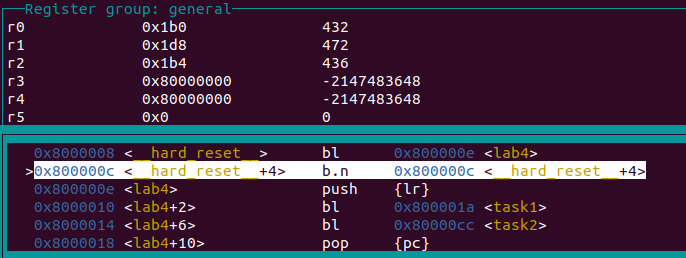 Register group: general
r0 0x1b0 432
r1 0x1d8 472
r2 0x1b4 436
r3 0x80000000 -2147483648
r4 0x80000000 -2147483648
r5 0x0 0
0x8000008 <__hard_reset__> bl 0x800000e <lab4>
>0x800000c <__hard_reset__+4> b.n 0x800000c <__hard_reset__+4>
0x800000e <lab4> push {lr}
0x8000010 <lab4+2> bl 0x800001a <task1>
0x8000014 <lab4+6> bl 0x80000cc <task2>
0x8000018 <lab4+10> pop {pc}